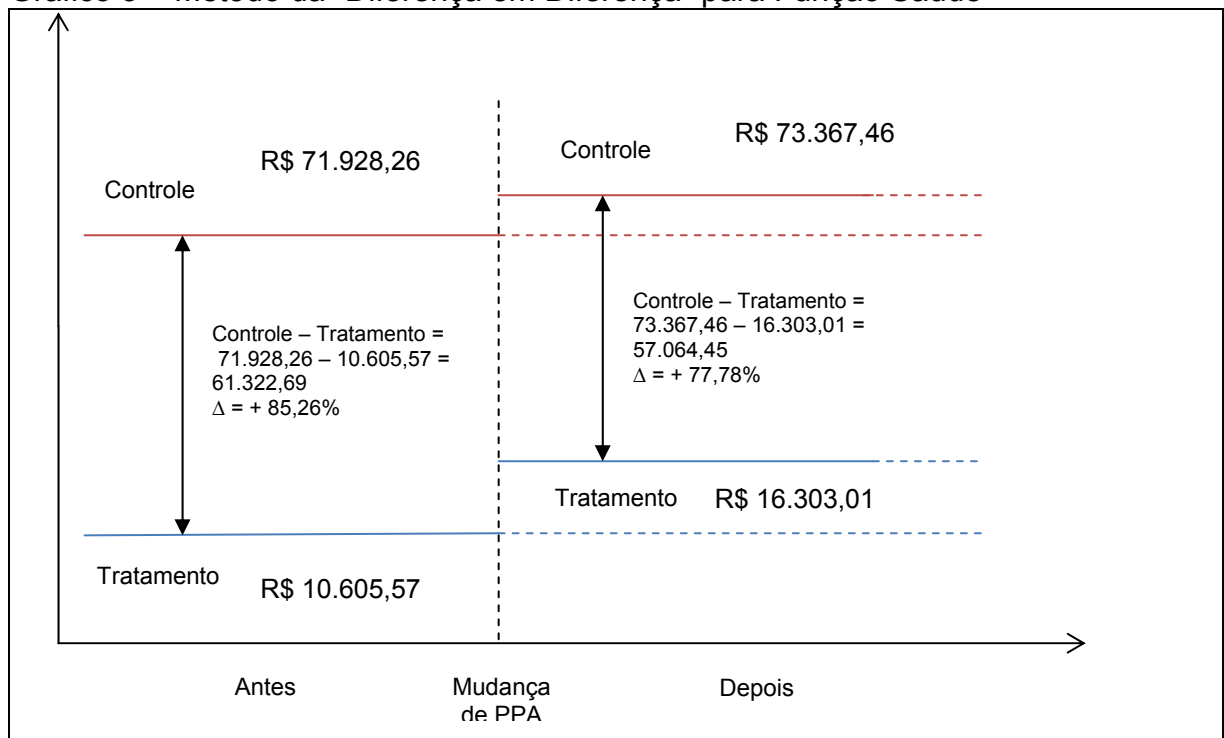 Gráfico – Método da "Diferença em Diferença" para Função Saúde
R$ 73.367,46
Controle
R$ 71.928,26
Controle
Controle – Tratamento =
73.367,46 – 16.303,01 =
57.064,45
Δ = + 77,78%
Controle – Tratamento =
71.928,26 – 10.605,57 =
61.322,69
Δ = + 85,26%
Tratamento R$ 16.303,01
Tratamento R$ 10.605,57
Antes
Mudança
de PPA
Depois